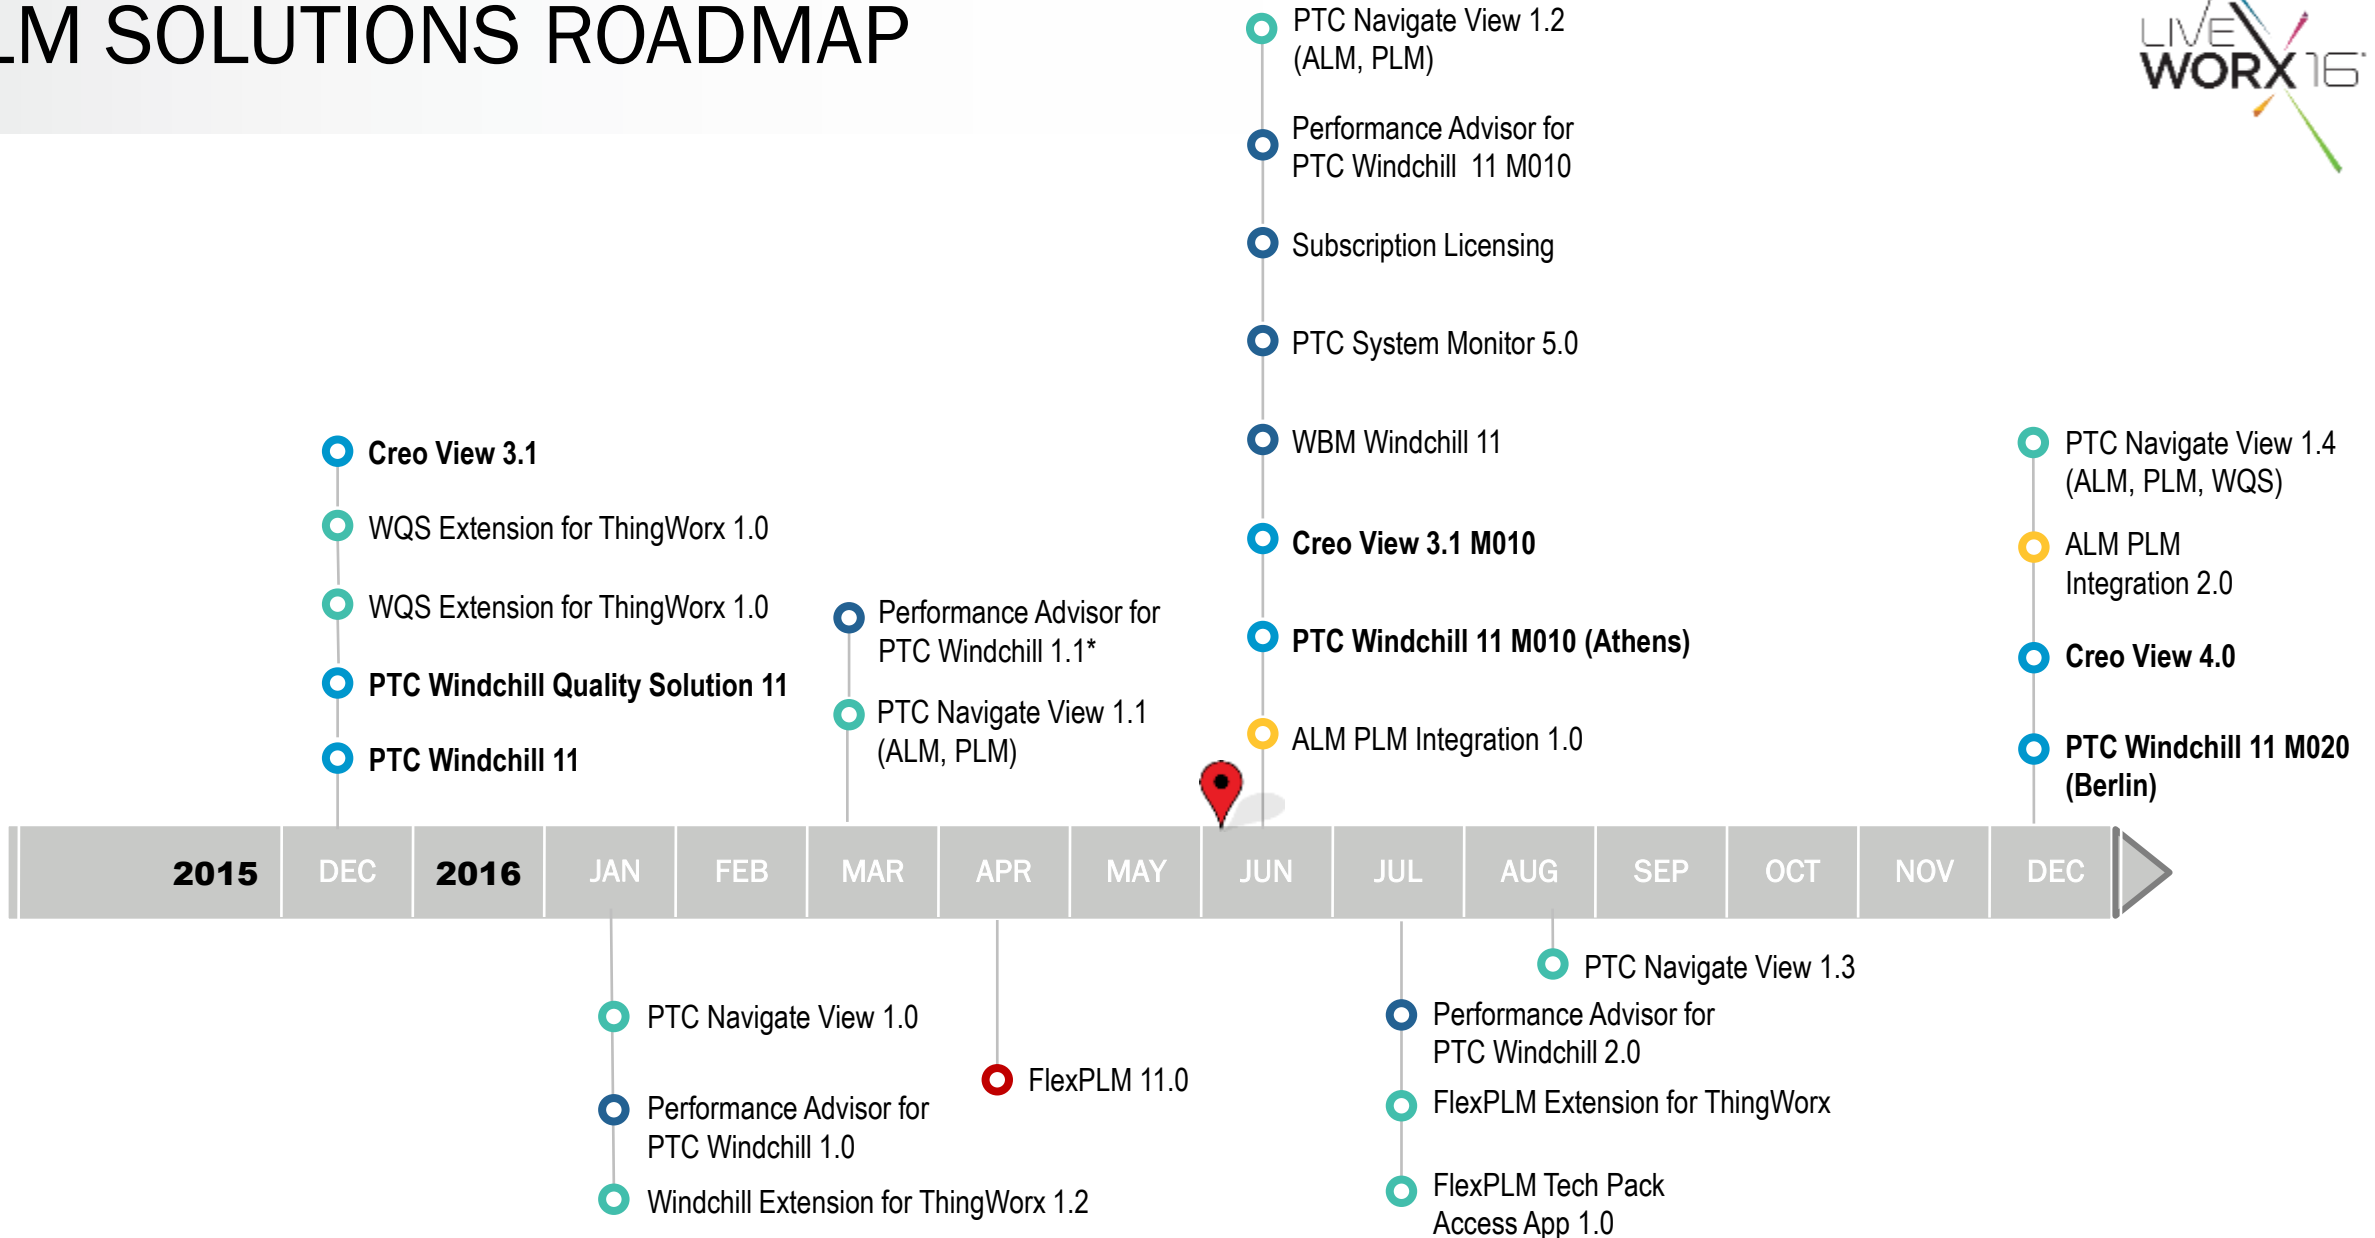 LM SOLUTIONS ROADMAP
LIVE
WORX 16
PTC Navigate View 1.2
(ALM, PLM)
Performance Advisor for
PTC Windchill 11 M010
Subscription Licensing
PTC System Monitor 5.0
WBM Windchill 11
Creo View 3.1 M010
PTC Windchill 11 M010 (Athens)
ALM PLM Integration 1.0
Creo View 3.1
WQS Extension for ThingWorx 1.0
WQS Extension for ThingWorx 1.0
PTC Windchill Quality Solution 11
PTC Windchill 11
Performance Advisor for
PTC Windchill 1.1*
PTC Navigate View 1.1
(ALM, PLM)
PTC Navigate View 1.4
(ALM, PLM, WQS)
ALM PLM
Integration 2.0
Creo View 4.0
PTC Windchill 11 M020
(Berlin)
2015 DEC 2016 JAN FEB MAR APR MAY JUN JUL AUG SEP OCT NOV DEC
PTC Navigate View 1.0
Performance Advisor for
PTC Windchill 1.0
Windchill Extension for ThingWorx 1.2
FlexPLM 11.0
PTC Navigate View 1.3
Performance Advisor for
PTC Windchill 2.0
FlexPLM Extension for ThingWorx
FlexPLM Tech Pack
Access App 1.0